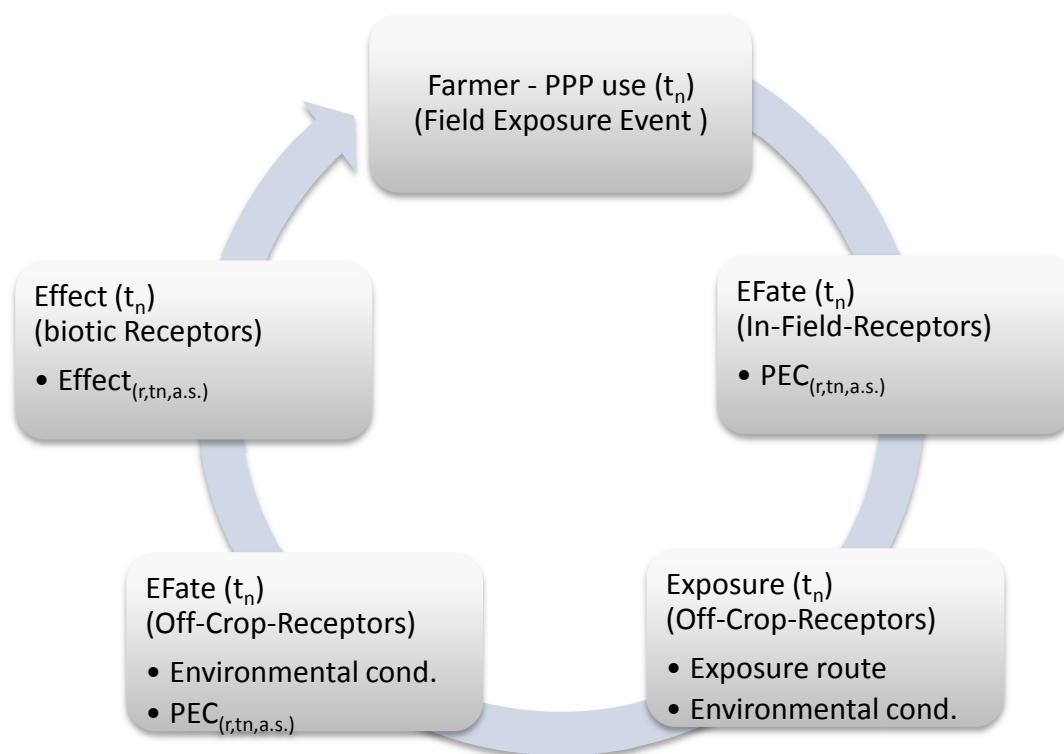 Farmer - PPP use (tn)
(Field Exposure Event )
EFate (tn)
(In-Field-Receptors)
• PEC(r,tn,a.s.)
Exposure (tn)
(Off-Crop-Receptors)
• Exposure route
• Environmental cond.
EFate (tn)
(Off-Crop-Receptors)
• Environmental cond.
• PEC(r,tn,a.s.)
Effect (tn)
(biotic Receptors)
• Effect(r,tn,a.s.)